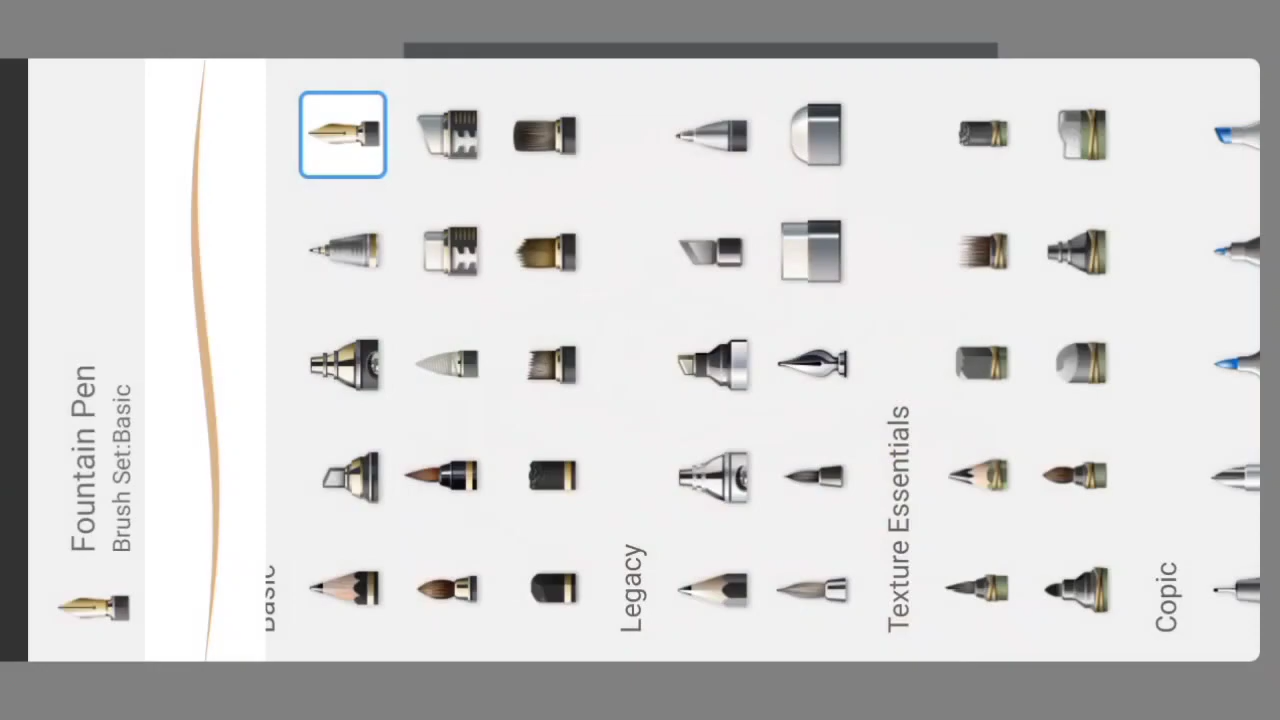 Fountain Pen
Brush Set:Basic
Basic
Legacy
Texture Essentials
Copic